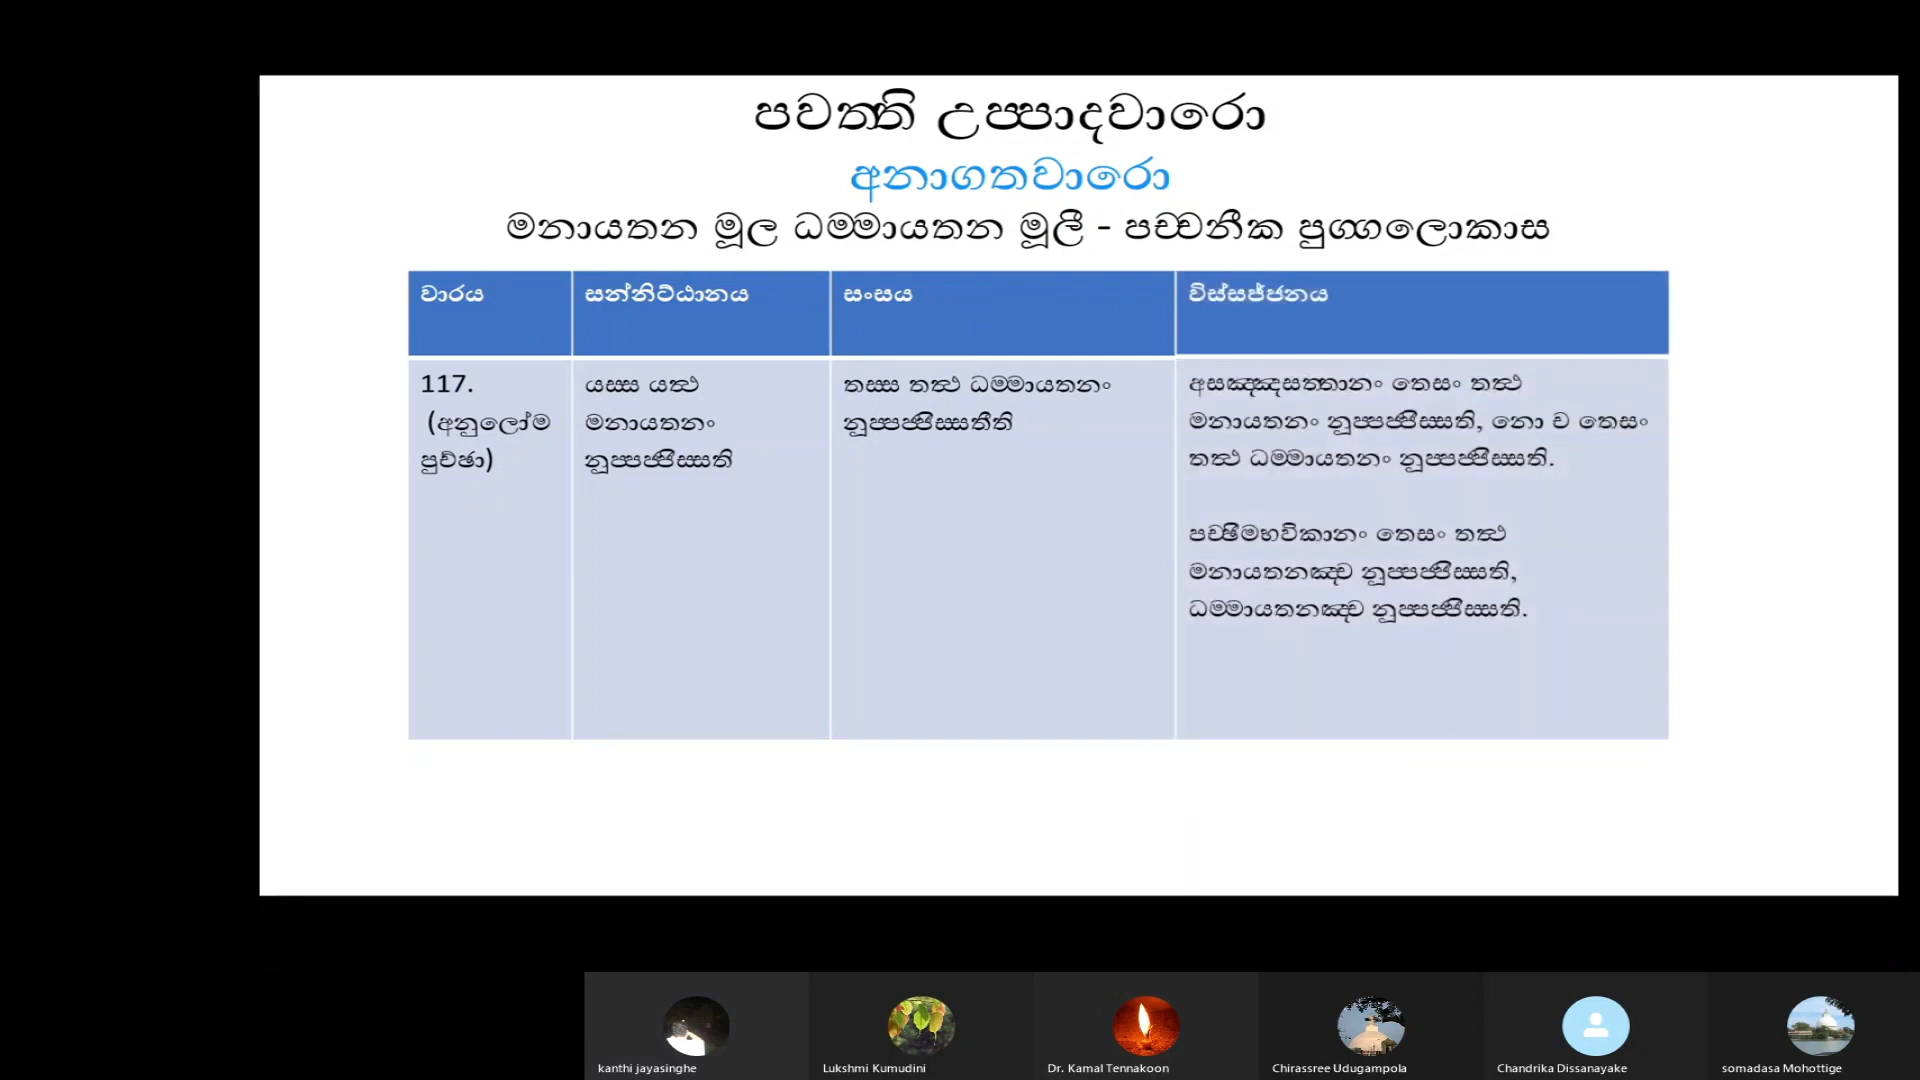 පවත්ති උප්පාදවාරො
අනාගතවාරො
මනායතන මූල ධම්මායතන මූලී - පච්චනීක පුග්ගලොකාස
වාරය
සන්නිට්ඨානය
සංසය
විස්සජ්ජනය
117.
(අනුලෝම
පුච්ඡා)
යස්ස යත්ථ
මනායතනං
නූප්පජ්ජිස්සති
තස්ස තත්ථ ධම්මායතනං
නූප්පජ්ජිස්සතීති
අසඤ්ඤසත්තානං තෙසං තත්ථ
මනායතනං නූප්පජ්ජිස්සති, නො ච තෙසං
තත්ථ ධම්මායතනං නූප්පජ්ජිස්සති.
පච්ඡිමභවිකානං තෙසං තත්ථ
මනායතනඤ්ච නූප්පජ්ජිස්සති,
ධම්මායතනඤ්ච නූප්පජ්ජිස්සති.
kanthi jayasinghe
Lukshmi Kumudini
Dr. Kamal Tennakoon
Chirassree Udugampola
Chandrika Dissanayake
somadasa Mohottige